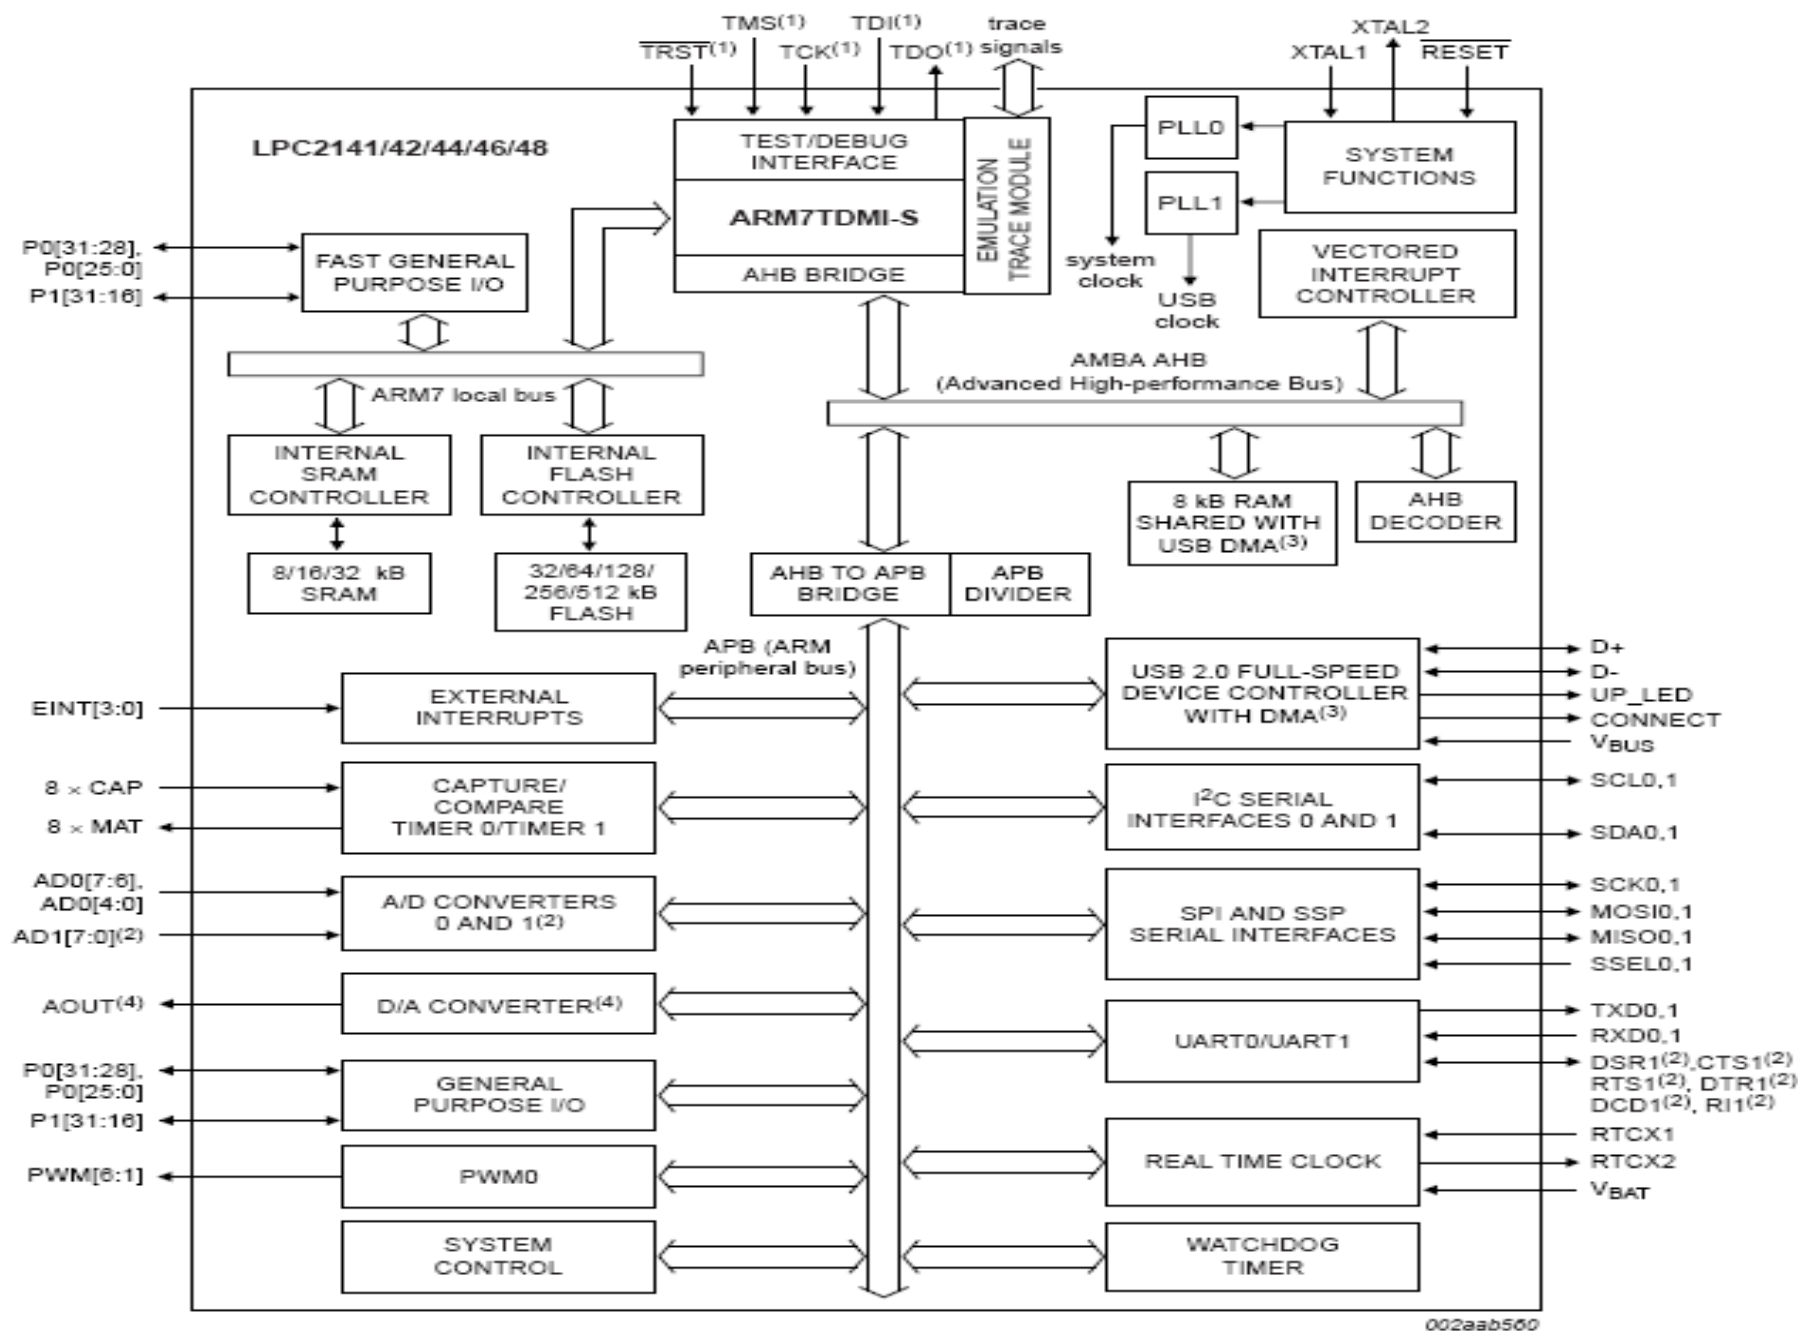 TMS(1)
TDI(1)
trace
signals
TRST(1)
TCK(1)
TDO(1)
XTAL2
XTAL1
RESET
LPC2141/42/44/46/48
TEST/DEBUG
INTERFACE
ARM7TDMI-S
AHB BRIDGE
EMULATION
TRACE MODULE
PLL0
PLL1
SYSTEM
FUNCTIONS
system
clock
USB
clock
VECTORED
INTERRUPT
CONTROLLER
P0[31:28],
P0[25:0]
P1[31:16]
FAST GENERAL
PURPOSE I/O
ARM7 local bus
AMBA AHB
(Advanced High-performance Bus)
INTERNAL
SRAM
CONTROLLER
INTERNAL
FLASH
CONTROLLER
8/16/32 kB
SRAM
32/64/128/
256/512 kB
FLASH
8 kB RAM
SHARED WITH
USB DMA(3)
AHB
DECODER
AHB TO APB
BRIDGE
APB
DIVIDER
APB (ARM
peripheral bus)
EINT[3:0]
EXTERNAL
INTERRUPTS
8 × CAP
8 × MAT
CAPTURE/
COMPARE
TIMER 0/TIMER 1
AD0[7:6],
AD0[4:0]
AD1[7:0](2)
A/D CONVERTERS
0 AND 1(2)
AOUT(4)
D/A CONVERTER(4)
P0[31:28],
P0[25:0]
P1[31:16]
GENERAL
PURPOSE I/O
PWM[6:1]
PWM0
SYSTEM
CONTROL
USB 2.0 FULL-SPEED
DEVICE CONTROLLER
WITH DMA(3)
D+
D-
UP_LED
CONNECT
VBUS
I2C SERIAL
INTERFACES 0 AND 1
SCL0,1
SDA0,1
SPI AND SSP
SERIAL INTERFACES
SCK0,1
MOSI0,1
MISO0,1
SSEL0,1
UART0/UART1
TXD0,1
RXD0,1
DSR1(2),CTS1(2)
RTS1(2), DTR1(2)
DCD1(2), RI1(2)
REAL TIME CLOCK
RTCX1
RTCX2
VBAT
WATCHDOG
TIMER
002aab560